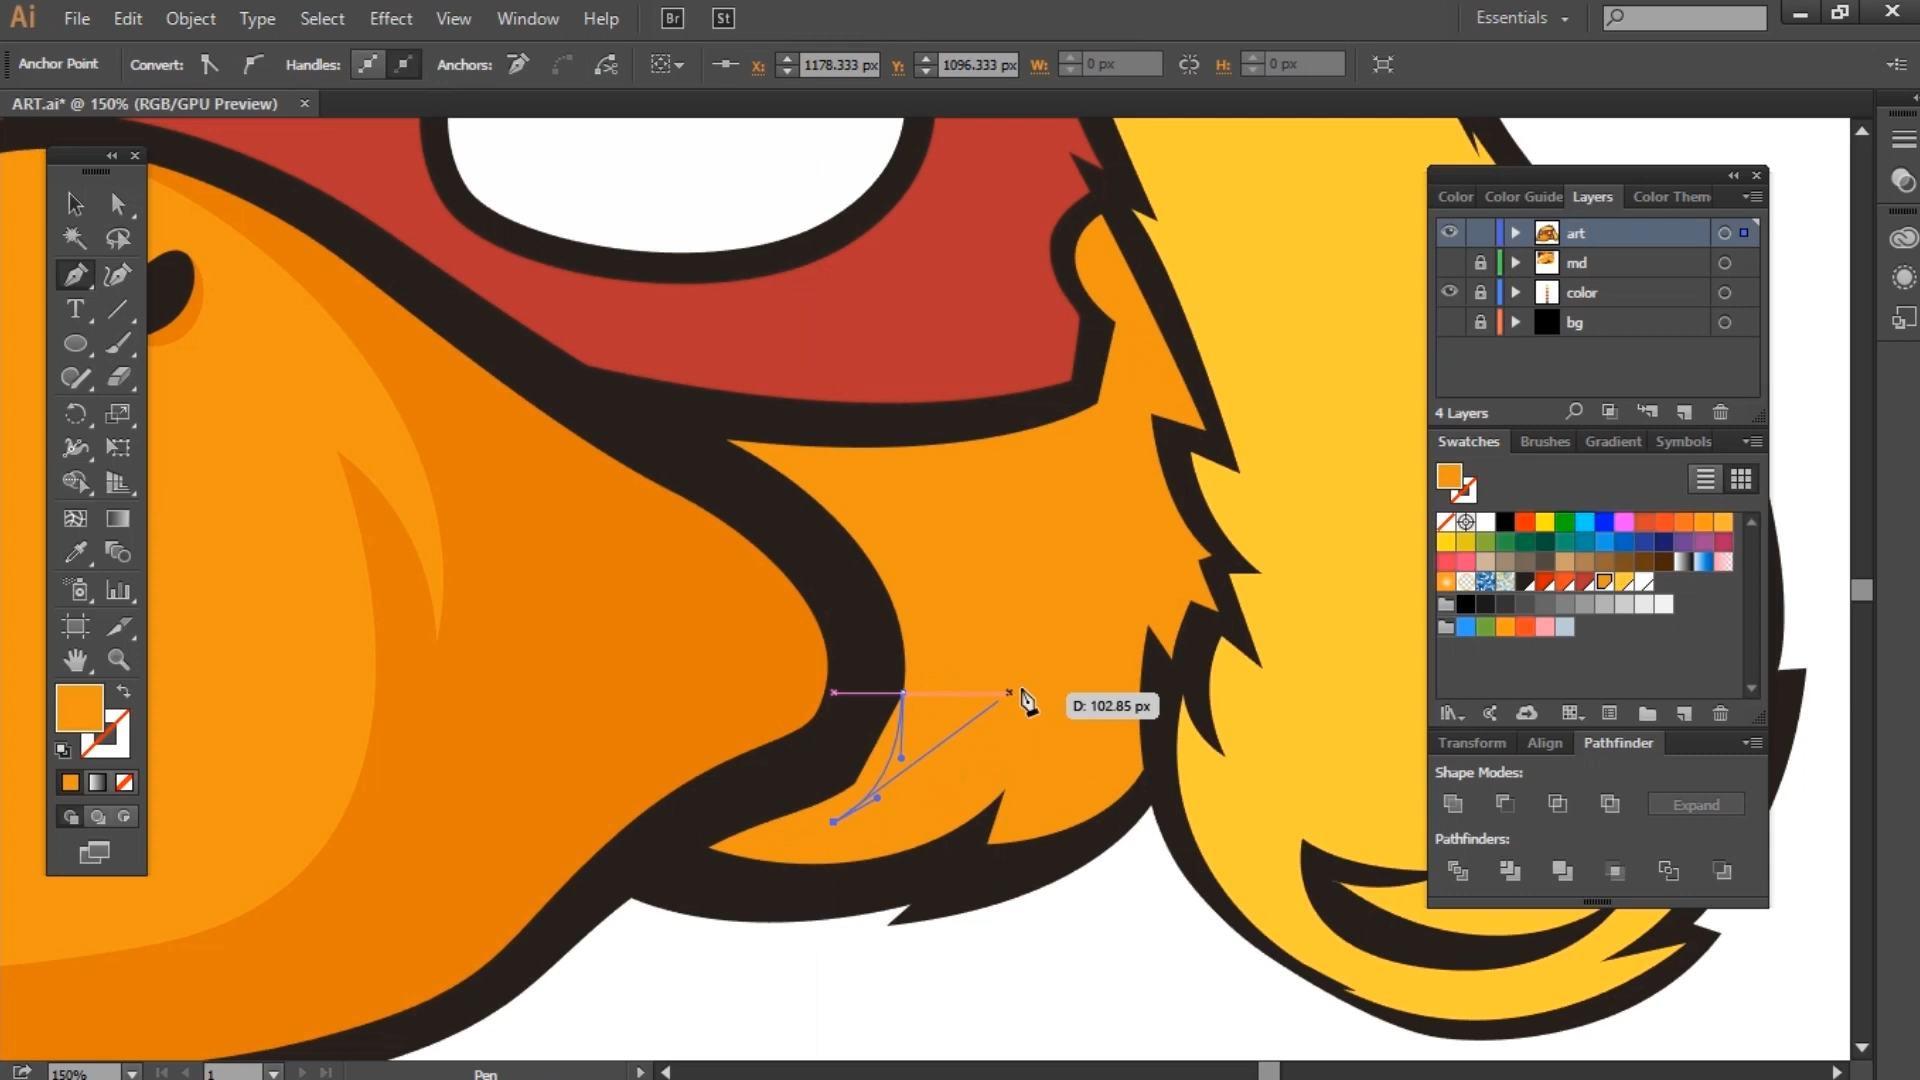 Ai File Edit Object Type Select Effect View Window Help Br St Essentials
Anchor Point Convert: Handles: Anchors: X: 1178.333 px Y: 1096.333 px W: 0 px H: 0 px
ART.ai* @ 150% (RGB/GPU Preview)
Color Color Guide Layers Color Them
art
md
color
bg
4 Layers
Swatches Brushes Gradient Symbols
D: 102.85 px
Transform Align Pathfinder
Shape Modes:
Expand
Pathfinders:
150% 1 Pen